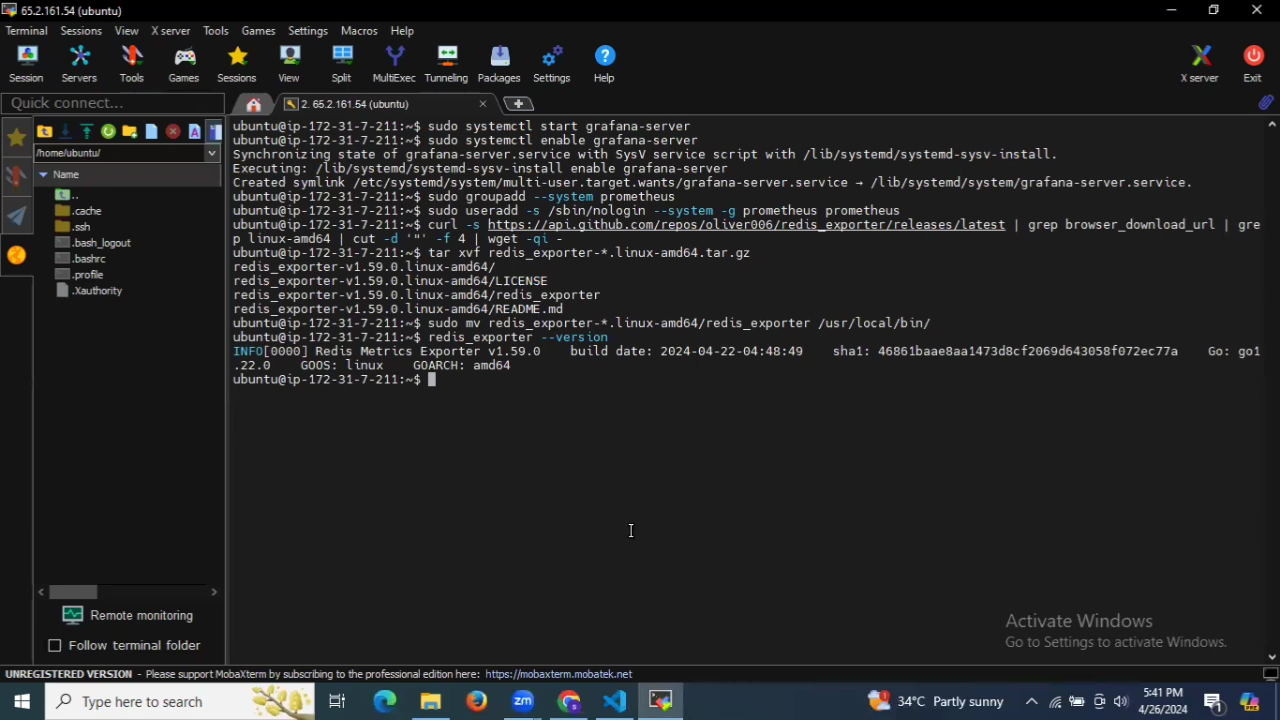 65.2.161.54 (ubuntu)
Terminal Sessions View X server Tools Games Settings Macros Help
Session Servers Tools Games Sessions View Split MultiExec Tunneling Packages Settings Help X server Exit
Quick connect...
2. 65.2.161.54 (ubuntu)
/home/ubuntu/
Name
..
.cache
.ssh
.bash_logout
.bashrc
.profile
.Xauthority
Remote monitoring
Follow terminal folder
ubuntu@ip-172-31-7-211:~$ sudo systemctl start grafana-server
ubuntu@ip-172-31-7-211:~$ sudo systemctl enable grafana-server
Synchronizing state of grafana-server.service with SysV service script with /lib/systemd/systemd-sysv-install.
Executing: /lib/systemd/systemd-sysv-install enable grafana-server
Created symlink /etc/systemd/system/multi-user.target.wants/grafana-server.service → /lib/systemd/system/grafana-server.service.
ubuntu@ip-172-31-7-211:~$ sudo groupadd --system prometheus
ubuntu@ip-172-31-7-211:~$ sudo useradd -s /sbin/nologin --system -g prometheus prometheus
ubuntu@ip-172-31-7-211:~$ curl -s https://api.github.com/repos/oliver006/redis_exporter/releases/latest | grep browser_download_url | gre
p linux-amd64 | cut -d '"' -f 4 | wget -qi -
ubuntu@ip-172-31-7-211:~$ tar xvf redis_exporter-*.linux-amd64.tar.gz
redis_exporter-v1.59.0.linux-amd64/
redis_exporter-v1.59.0.linux-amd64/LICENSE
redis_exporter-v1.59.0.linux-amd64/redis_exporter
redis_exporter-v1.59.0.linux-amd64/README.md
ubuntu@ip-172-31-7-211:~$ sudo mv redis_exporter-*.linux-amd64/redis_exporter /usr/local/bin/
ubuntu@ip-172-31-7-211:~$ redis_exporter --version
INFO[0000] Redis Metrics Exporter v1.59.0    build date: 2024-04-22-04:48:49    sha1: 46861baae8aa1473d8cf2069d643058f072ec77a    Go: go1
.22.0    GOOS: linux    GOARCH: amd64
ubuntu@ip-172-31-7-211:~$
Activate Windows
Go to Settings to activate Windows.
UNREGISTERED VERSION - Please support MobaXterm by subscribing to the professional edition here: https://mobaxterm.mobatek.net
Type here to search
zm
34°C Partly sunny
5:41 PM
4/26/2024
1
PRE